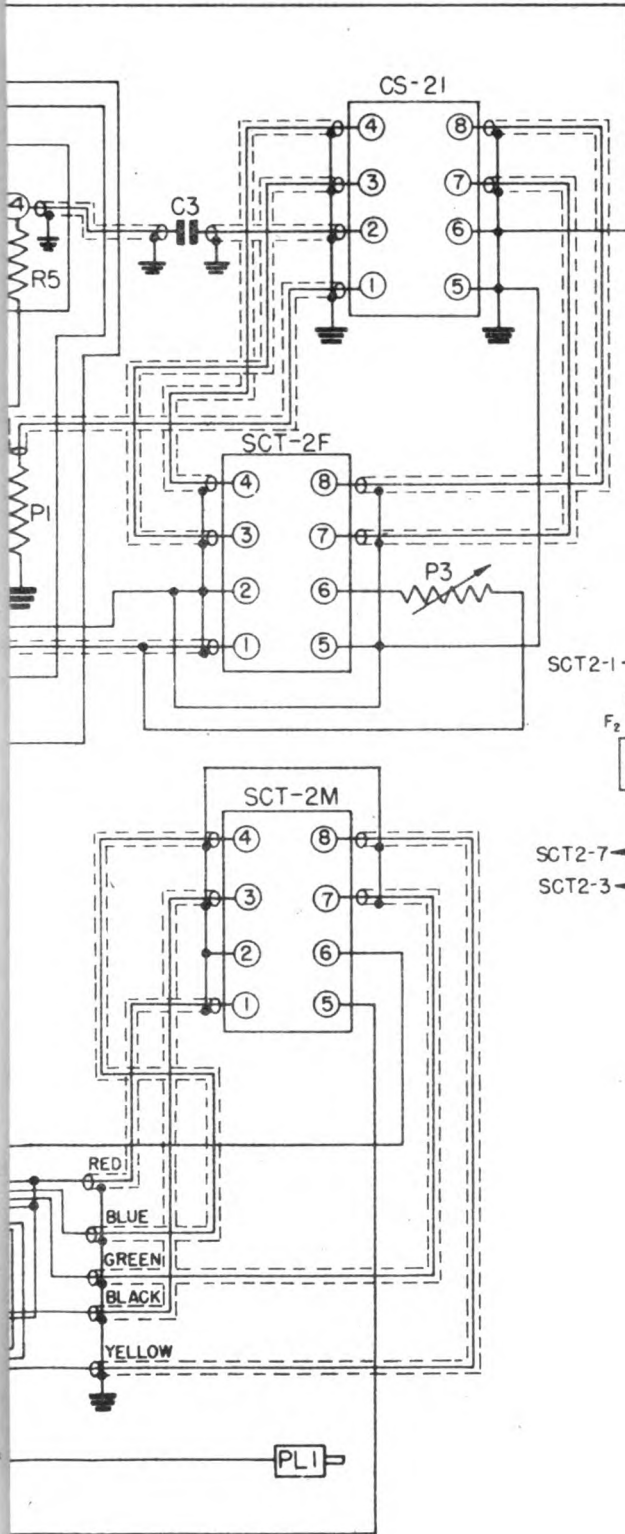 CS-21
4 8
3 7
2 6
1 5
4
C3
R5
SCT-2F
4 8
3 7
2 6
1 5
P1
P3
SCT2-1
F2
SCT-2M
4 8
3 7
2 6
1 5
SCT2-7
SCT2-3
RED
BLUE
GREEN
BLACK
YELLOW
PL1